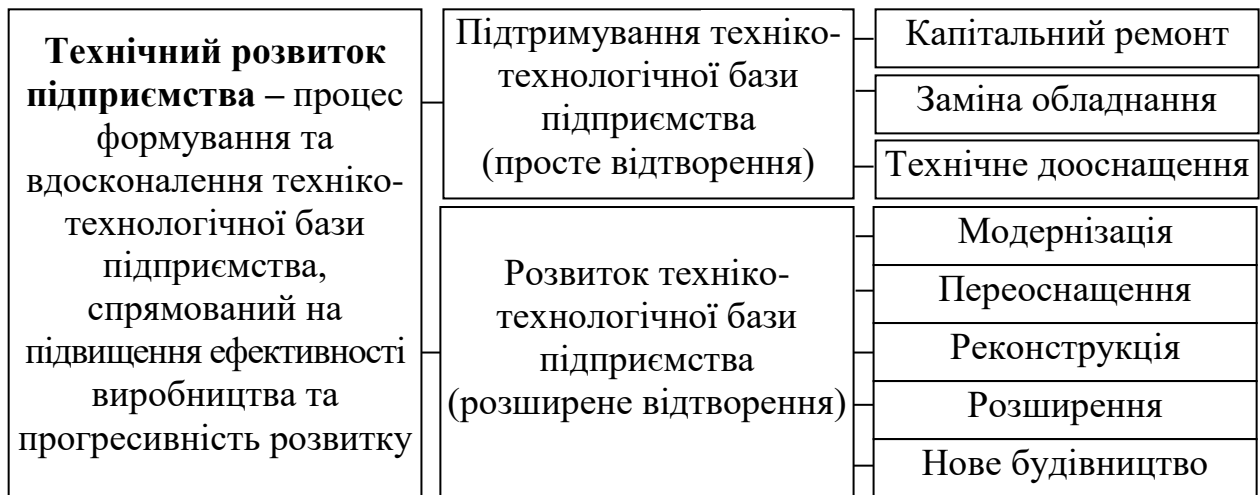 Технічний розвиток
підприємства – процес
формування та
вдосконалення техніко-
технологічної бази
підприємства,
спрямований на
підвищення ефективності
виробництва та
прогресивність розвитку
Підтримування техніко-
технологічної бази
підприємства
(просте відтворення)
Капітальний ремонт
Заміна обладнання
Технічне дооснащення
Розвиток техніко-
технологічної бази
підприємства
(розширене відтворення)
Модернізація
Переоснащення
Реконструкція
Розширення
Нове будівництво